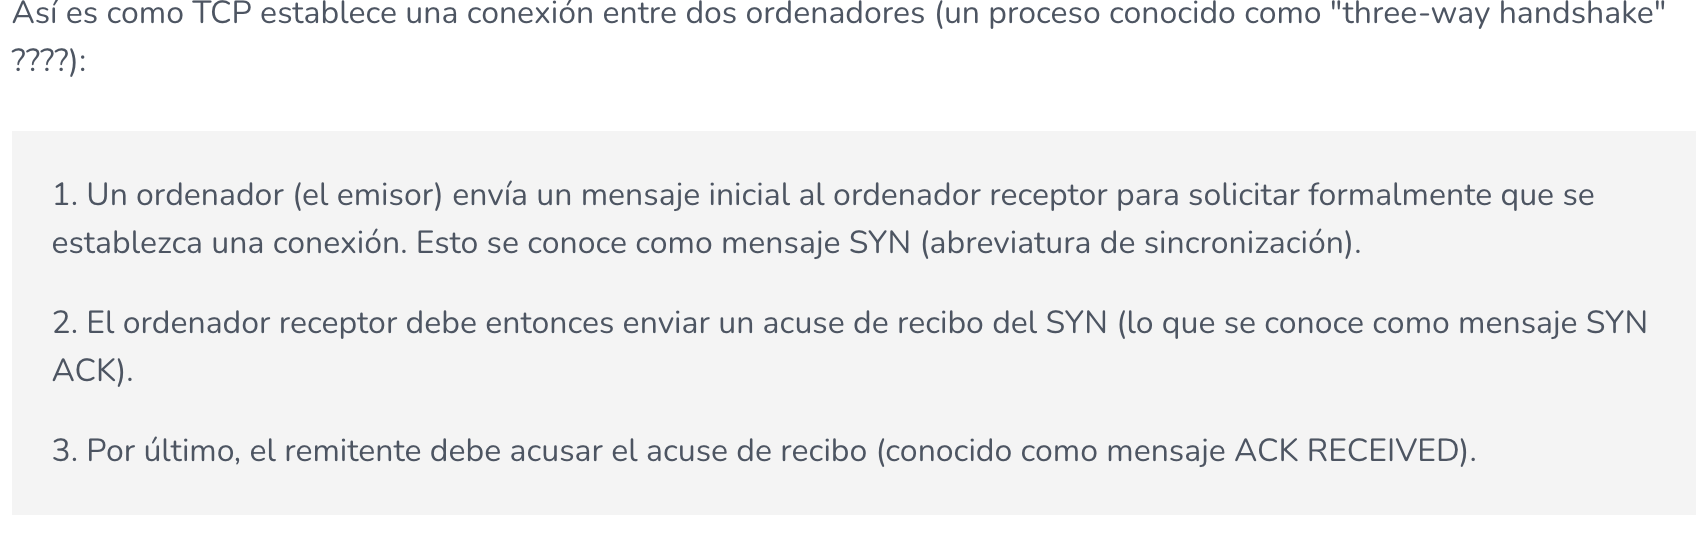 Así es como TCP establece una conexión entre dos ordenadores (un proceso conocido como "three-way handshake"
????):
1. Un ordenador (el emisor) envía un mensaje inicial al ordenador receptor para solicitar formalmente que se
establezca una conexión. Esto se conoce como mensaje SYN (abreviatura de sincronización).
2. El ordenador receptor debe entonces enviar un acuse de recibo del SYN (lo que se conoce como mensaje SYN
ACK).
3. Por último, el remitente debe acusar el acuse de recibo (conocido como mensaje ACK RECEIVED).